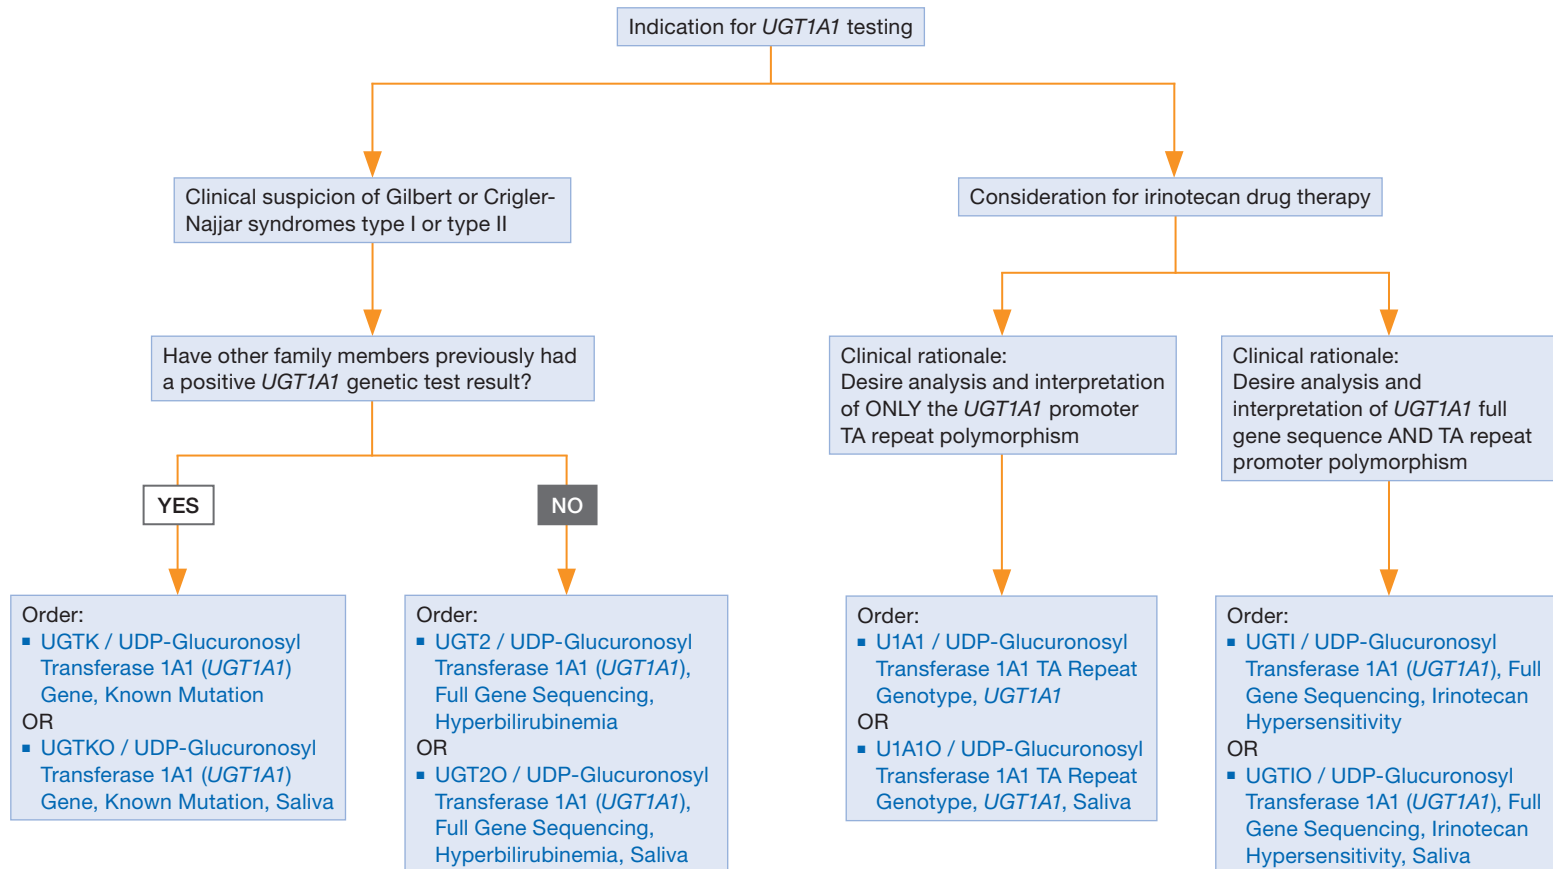 Indication for UGT1A1 testing
Clinical suspicion of Gilbert or Crigler-
Najjar syndromes type I or type II
Consideration for irinotecan drug therapy
Have other family members previously had
a positive UGT1A1 genetic test result?
Clinical rationale:
Desire analysis and interpretation
of ONLY the UGT1A1 promoter
TA repeat polymorphism
Clinical rationale:
Desire analysis and
interpretation of UGT1A1 full
gene sequence AND TA repeat
promoter polymorphism
YES
NO
Order:
▪ UGTK / UDP-Glucuronosyl
Transferase 1A1 (UGT1A1)
Gene, Known Mutation
OR
▪ UGTKO / UDP-Glucuronosyl
Transferase 1A1 (UGT1A1)
Gene, Known Mutation, Saliva
Order:
▪ UGT2 / UDP-Glucuronosyl
Transferase 1A1 (UGT1A1),
Full Gene Sequencing,
Hyperbilirubinemia
OR
▪ UGT2O / UDP-Glucuronosyl
Transferase 1A1 (UGT1A1),
Full Gene Sequencing,
Hyperbilirubinemia, Saliva
Order:
▪ U1A1 / UDP-Glucuronosyl
Transferase 1A1 TA Repeat
Genotype, UGT1A1
OR
▪ U1A1O / UDP-Glucuronosyl
Transferase 1A1 TA Repeat
Genotype, UGT1A1, Saliva
Order:
▪ UGTI / UDP-Glucuronosyl
Transferase 1A1 (UGT1A1), Full
Gene Sequencing, Irinotecan
Hypersensitivity
OR
▪ UGTIO / UDP-Glucuronosyl
Transferase 1A1 (UGT1A1), Full
Gene Sequencing, Irinotecan
Hypersensitivity, Saliva